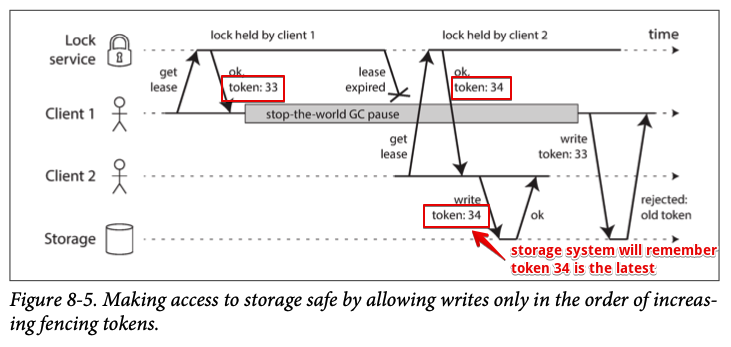 Lock
service
lock held by client 1
lock held by client 2
time
get
lease
ok,
token: 33
lease
expired
ok,
token: 34
Client 1
stop-the-world GC pause
get
lease
write
token: 33
Client 2
write
token: 34
ok
rejected:
old token
Storage
storage system will remember
token 34 is the latest
Figure 8-5. Making access to storage safe by allowing writes only in the order of increas-
ing fencing tokens.